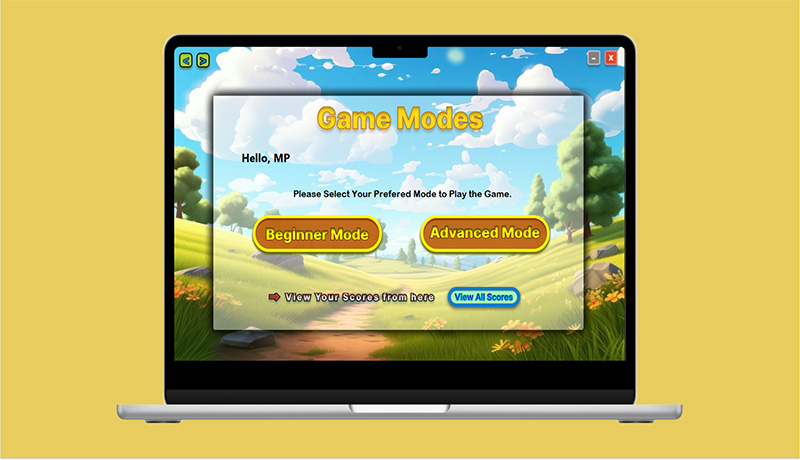 Game Modes
Hello, MP
Please Select Your Prefered Mode to Play the Game.
Beginner Mode
Advanced Mode
View Your Scores from here
View All Scores